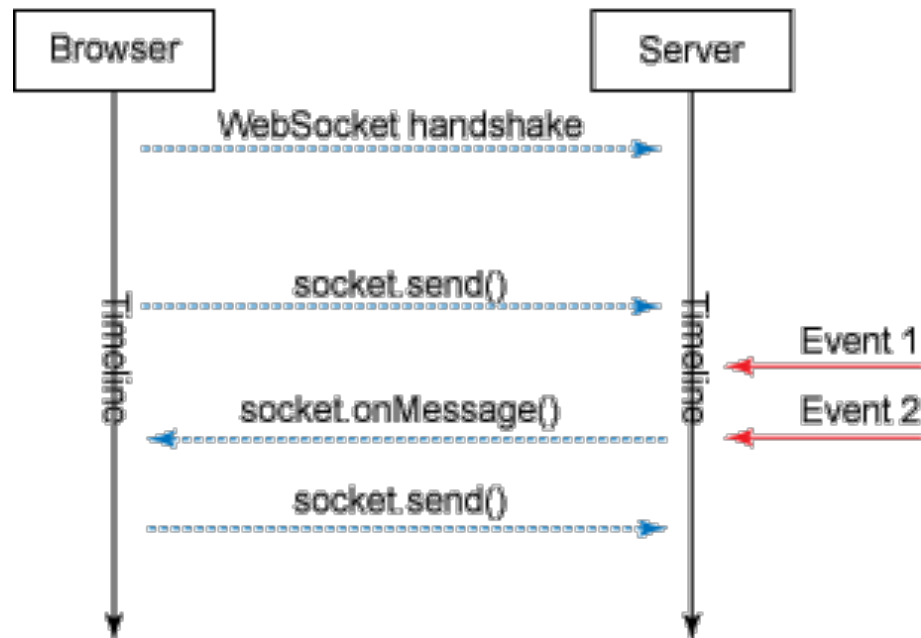 Browser
Server
WebSocket handshake
socket.send()
Timeline
Timeline
Event 1
socket.onMessage()
Event 2
socket.send()